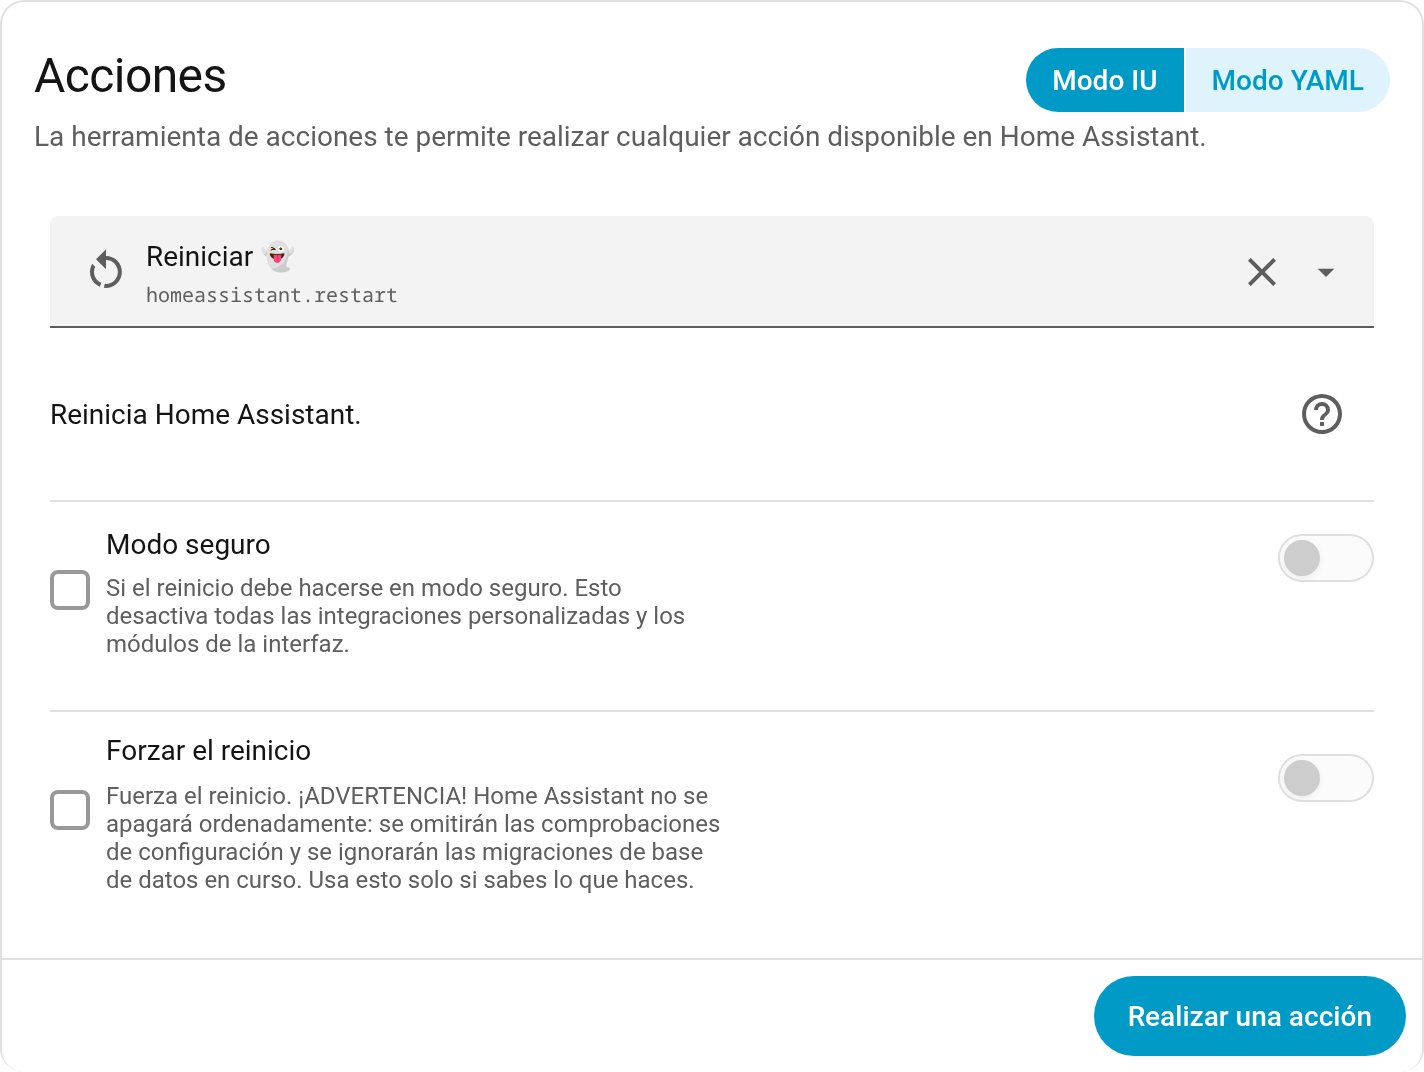 Acciones
Modo IU
Modo YAML
La herramienta de acciones te permite realizar cualquier acción disponible en Home Assistant.
Reiniciar 👻
homeassistant.restart
Reinicia Home Assistant.
Modo seguro
Si el reinicio debe hacerse en modo seguro. Esto
desactiva todas las integraciones personalizadas y los
módulos de la interfaz.
Forzar el reinicio
Fuerza el reinicio. ¡ADVERTENCIA! Home Assistant no se
apagará ordenadamente: se omitirán las comprobaciones
de configuración y se ignorarán las migraciones de base
de datos en curso. Usa esto solo si sabes lo que haces.
Realizar una acción